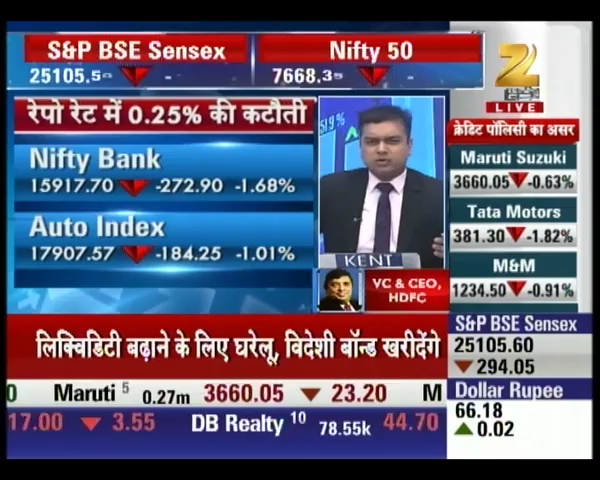 S&P BSE Sensex
Nifty 50
7668.35
LIVE
रेपो रेट में 0.25% की कटौती
Nifty Bank
15917.70 -272.90 -1.68%
Auto Index
17907.57 -184.25 -1.01%
KENT
VC & CEO,
HDFC
क्रेडिट पॉलिसी का असर
Maruti Suzuki
3660.05 -0.63%
Tata Motors
381.30 -1.82%
M&M
1234.50 -0.91%
S&P BSE Sensex
25105.60
294.05
Dollar Rupee
66.18
0.02
लिक्विडिटी बढ़ाने के लिए घरेलू, विदेशी बॉन्ड खरीदेंगे
0 Maruti 5 0.27m 3660.05 23.20 M
17.00 3.55 DB Realty 10 78.55k 44.70